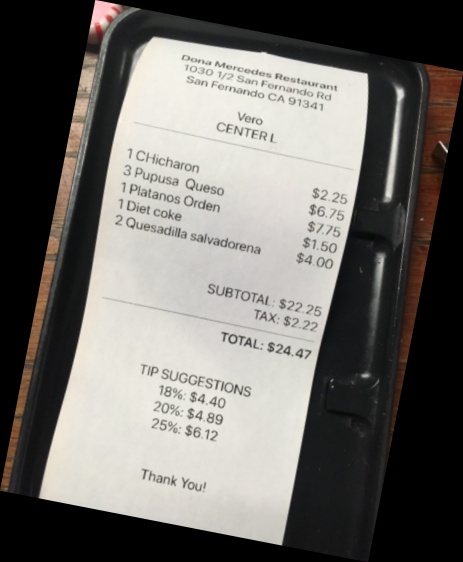 Dona Mercedes Restaurant
1030 1/2 San Fernando Rd
San Fernando CA 91341
Vero
CENTER L
1 CHicharon $2.25
3 Pupusa Queso $6.75
1 Platanos Orden $7.75
1 Diet coke $1.50
2 Quesadilla salvadorena $4.00
SUBTOTAL: $22.25
TAX: $2.22
TOTAL: $24.47
TIP SUGGESTIONS
18%: $4.40
20%: $4.89
25%: $6.12
Thank You!